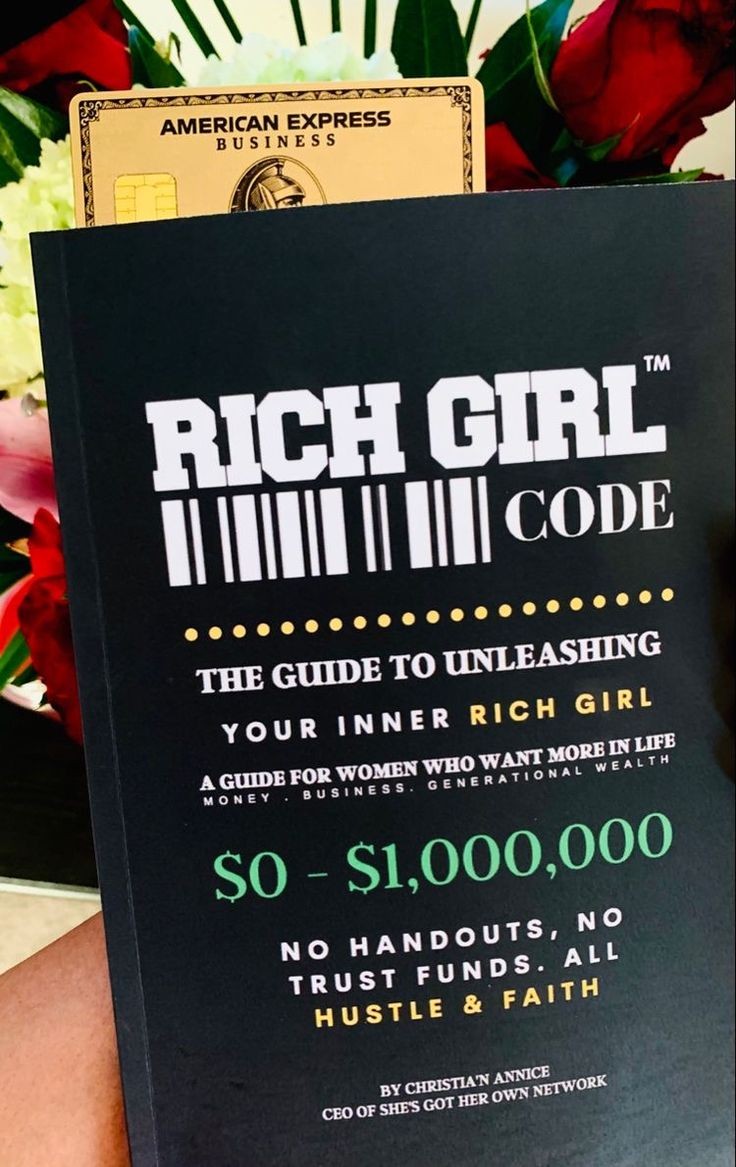 AMERICAN EXPRESS
BUSINESS
RICH GIRL™
CODE
THE GUIDE TO UNLEASHING
YOUR INNER RICH GIRL
A GUIDE FOR WOMEN WHO WANT MORE IN LIFE
MONEY . BUSINESS. GENERATIONAL WEALTH
$0 - $1,000,000
NO HANDOUTS, NO
TRUST FUNDS. ALL
HUSTLE & FAITH
BY CHRISTIA'N ANNICE
CEO OF SHE'S GOT HER OWN NETWORK